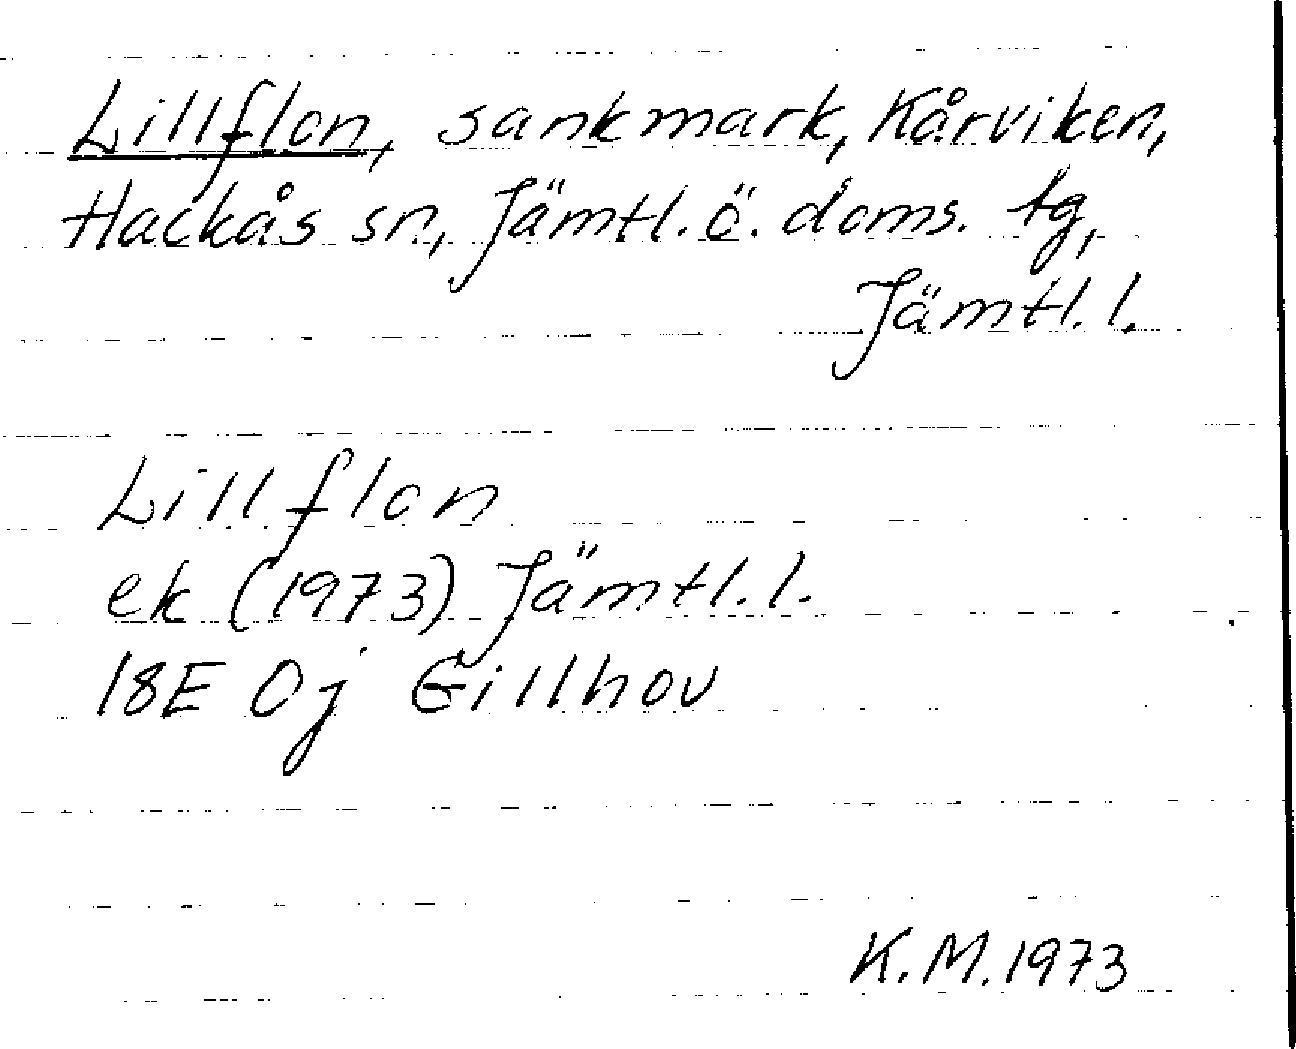 Lillflon, sankmark, Kårviken,
Hackås sn, Jämtl. ö. doms. tg,
Jämtl. l.
Lillflon
ek (1973) Jämtl. l.
18E 0j Gillhov
K.M. 1973